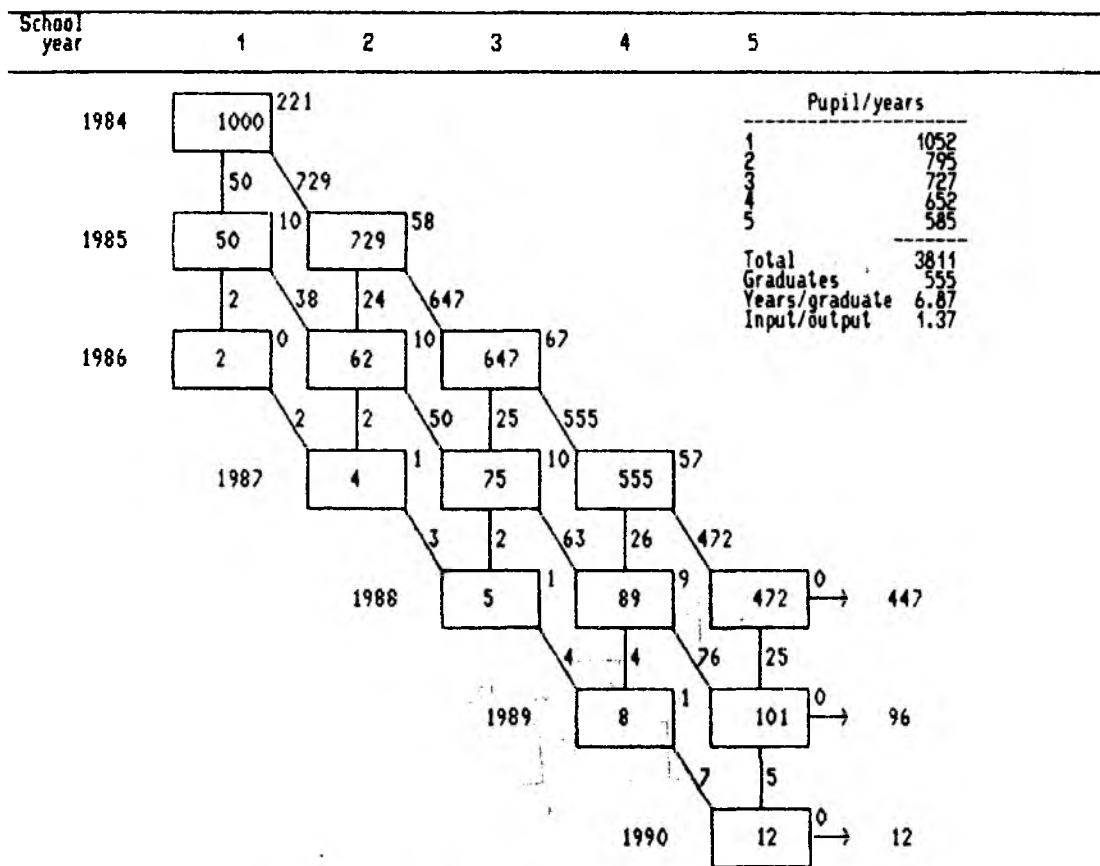 School
year 1 2 3 4 5
221
1984 1000
50 729
10 58
1985 50 729
2 38 24 647
0 10 67
1986 2 62 647
2 2 50 25 555
1 10 57
1987 4 75 555
3 2 63 26 472
1 9 0
1988 5 89 472 447
4 4 76 25
1 0
1989 8 101 96
7 5
0
1990 12 12
Pupil/years
1 1052
2 795
3 727
4 652
5 585
Total 3811
Graduates 555
Years/graduate 6.87
Input/output 1.37